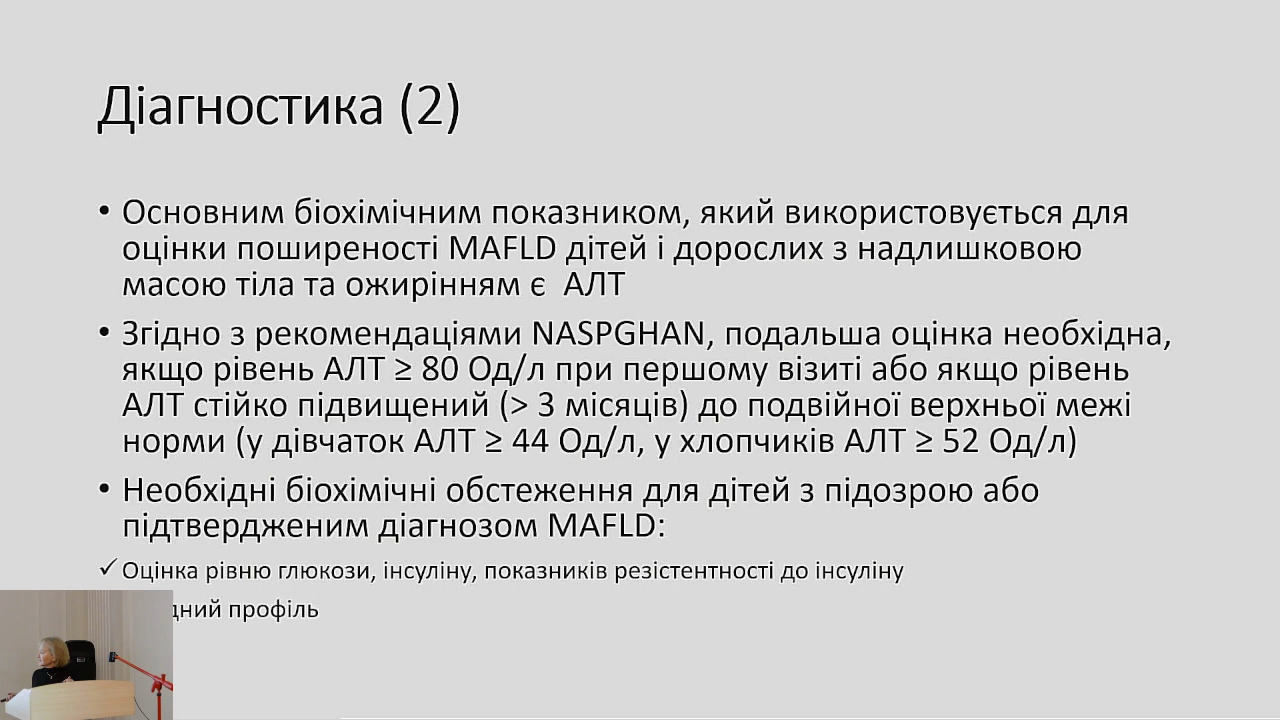 Діагностика (2)
• Основним біохімічним показником, який використовується для
оцінки поширеності MAFLD дітей і дорослих з надлишковою
масою тіла та ожирінням є АЛТ
• Згідно з рекомендаціями NASPGHAN, подальша оцінка необхідна,
якщо рівень АЛТ ≥ 80 Од/л при першому візиті або якщо рівень
АЛТ стійко підвищений (> 3 місяців) до подвійної верхньої межі
норми (у дівчаток АЛТ ≥ 44 Од/л, у хлопчиків АЛТ ≥ 52 Од/л)
• Необхідні біохімічні обстеження для дітей з підозрою або
підтвердженим діагнозом MAFLD:
✓ Оцінка рівню глюкози, інсуліну, показників резістентності до інсуліну
профіль